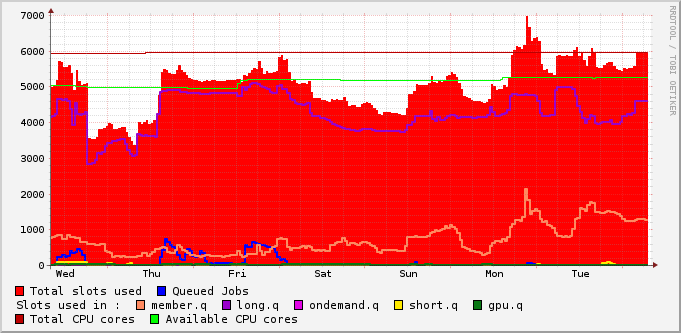 7000
6000
5000
4000
3000
2000
1000
0
Wed Thu Fri Sat Sun Mon Tue
Total slots used Queued Jobs
Slots used in : member.q long.q ondemand.q short.q gpu.q
Total CPU cores Available CPU cores
RRDTOOL / TOBI OETIKER